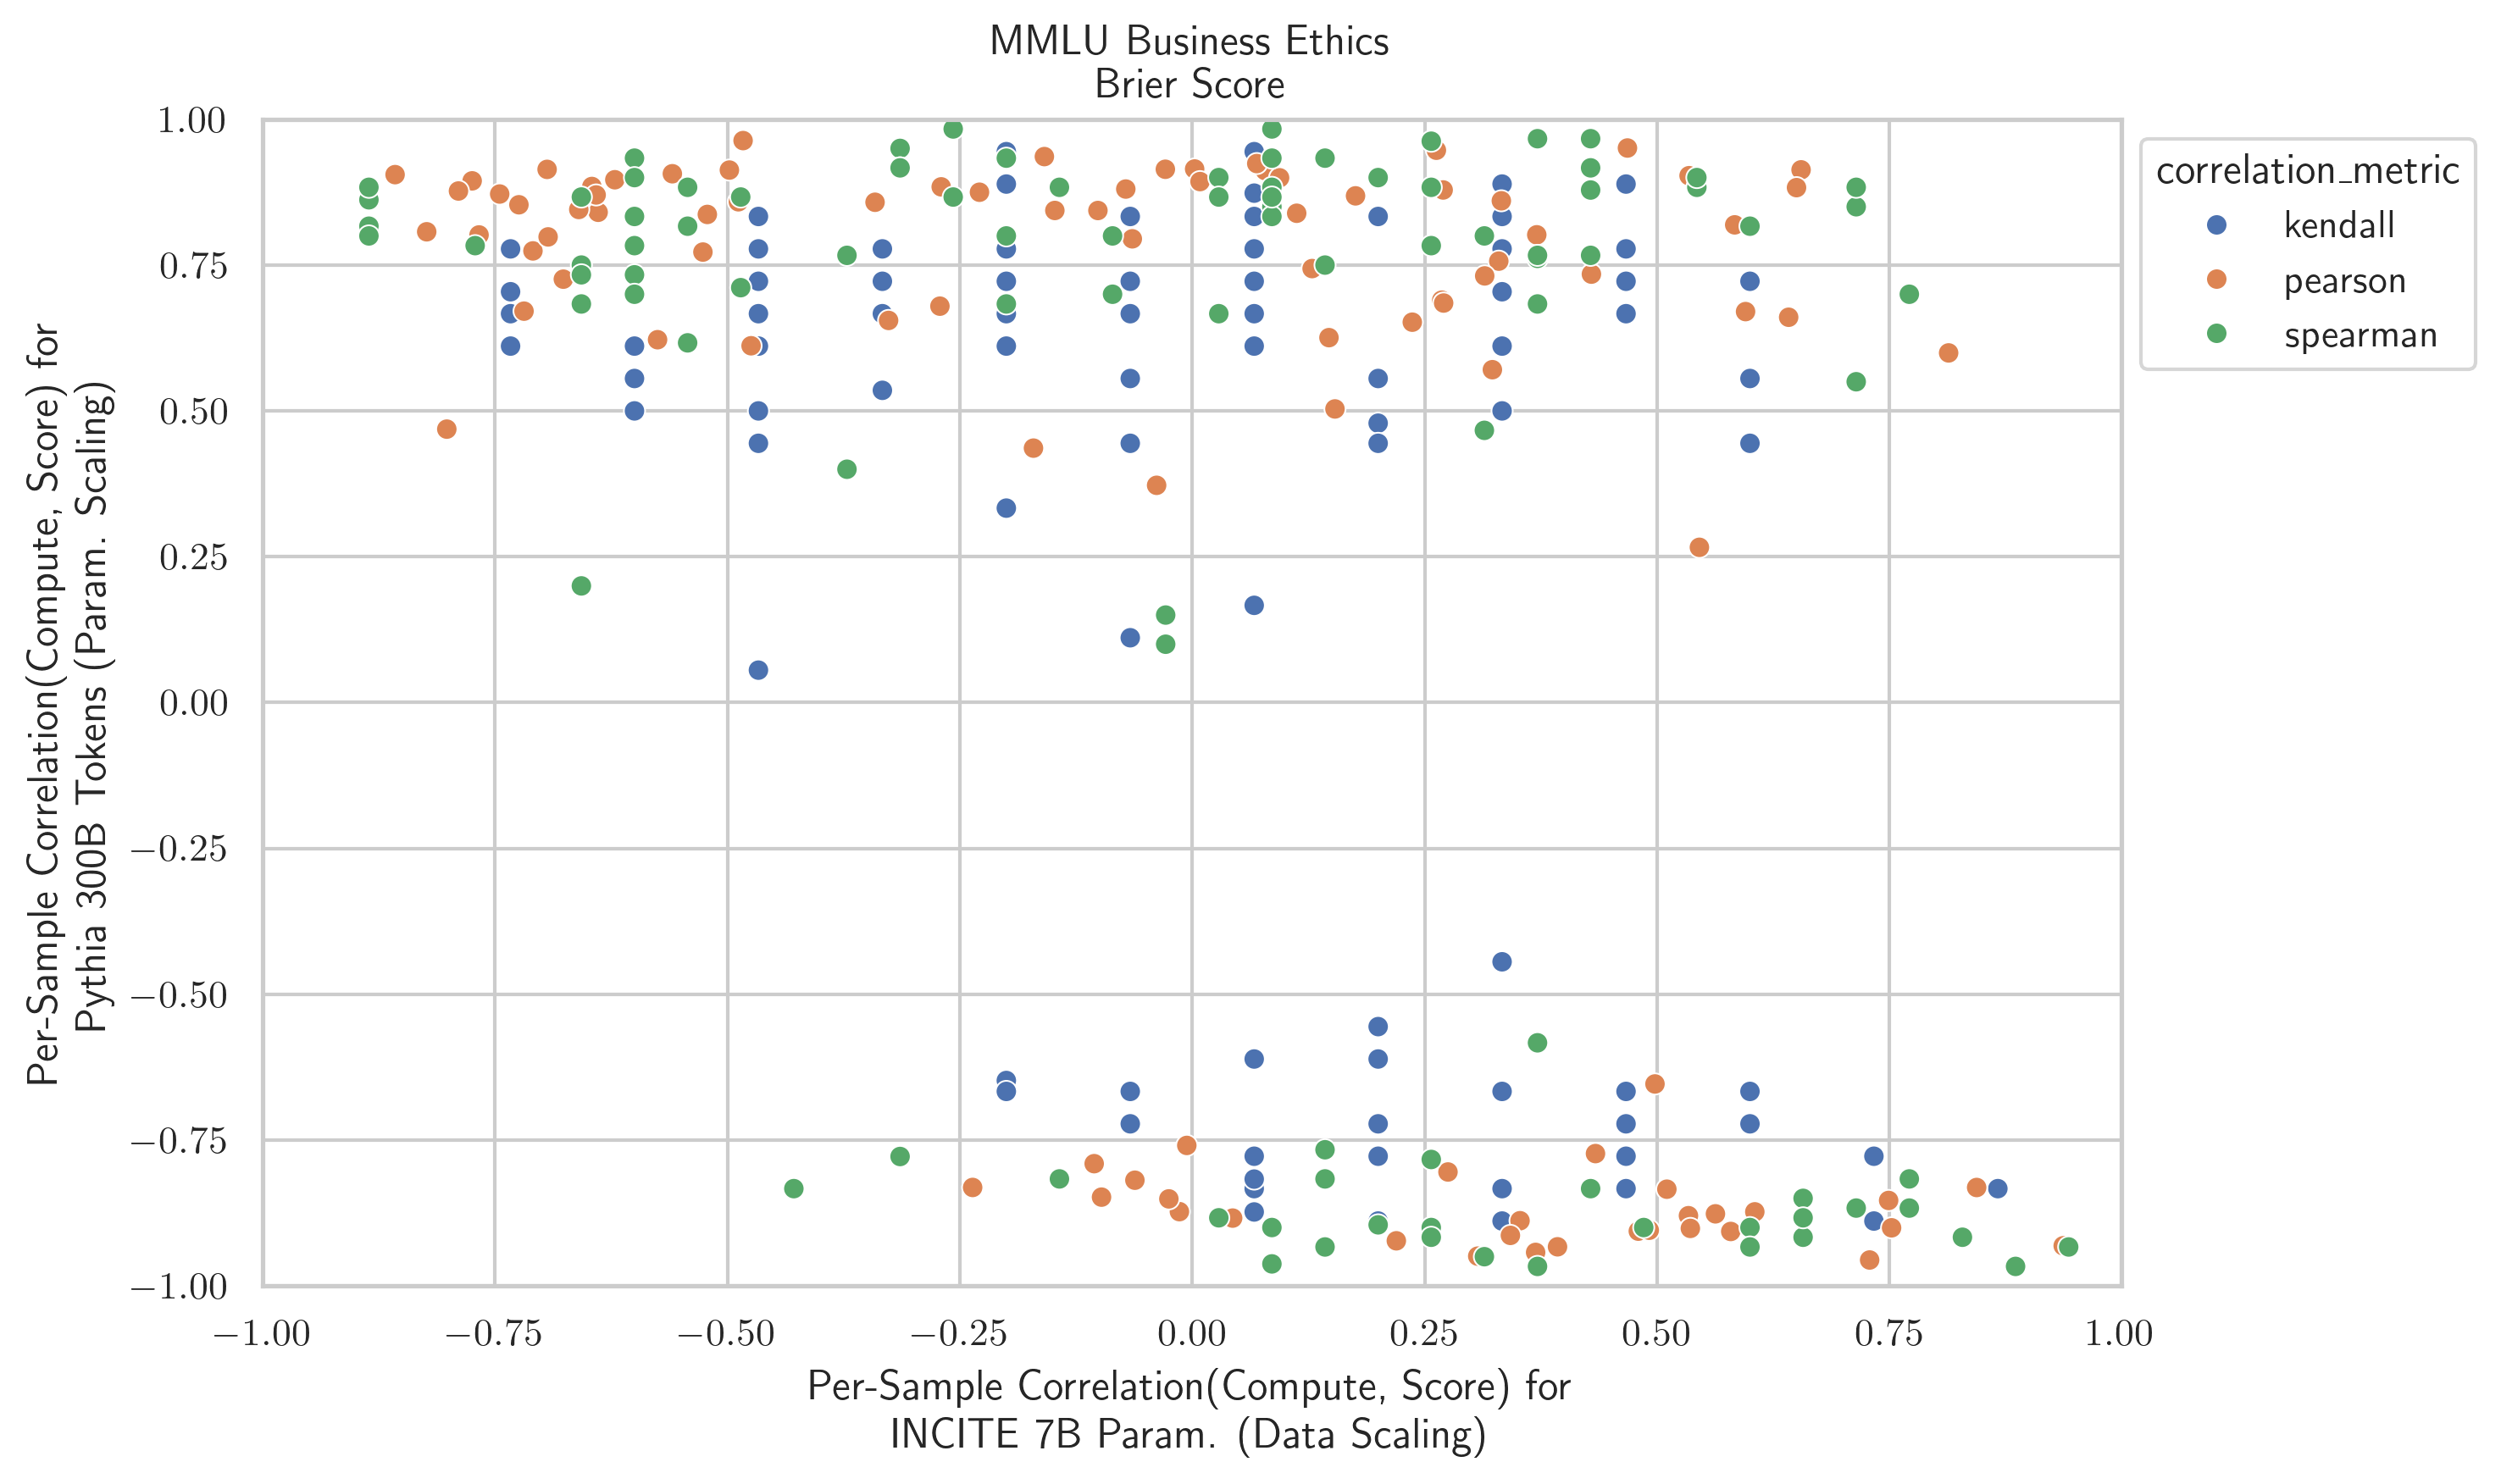 MMLU Business Ethics
Brier Score
Per-Sample Correlation(Compute, Score) for
Pythia 300B Tokens (Param. Scaling)
1.00
0.75
0.50
0.25
0.00
−0.25
−0.50
−0.75
−1.00
−1.00 −0.75 −0.50 −0.25 0.00 0.25 0.50 0.75 1.00
Per-Sample Correlation(Compute, Score) for
INCITE 7B Param. (Data Scaling)
correlation_metric
kendall
pearson
spearman